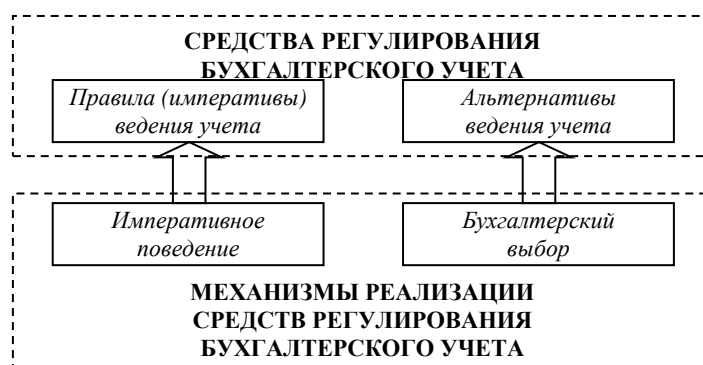 СРЕДСТВА РЕГУЛИРОВАНИЯ
БУХГАЛТЕРСКОГО УЧЕТА
Правила (императивы)
ведения учета
Альтернативы
ведения учета
Императивное
поведение
Бухгалтерский
выбор
МЕХАНИЗМЫ РЕАЛИЗАЦИИ
СРЕДСТВ РЕГУЛИРОВАНИЯ
БУХГАЛТЕРСКОГО УЧЕТА